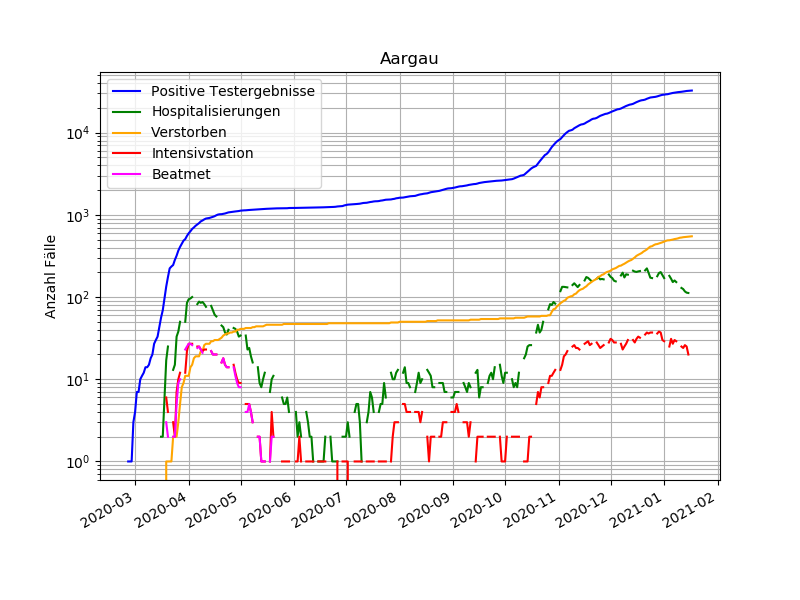 Aargau
Positive Testergebnisse
Hospitalisierungen
Verstorben
Intensivstation
Beatmet
Anzahl Fälle
10^4
10^3
10^2
10^1
10^0
2020-03
2020-04
2020-05
2020-06
2020-07
2020-08
2020-09
2020-10
2020-11
2020-12
2021-01
2021-02